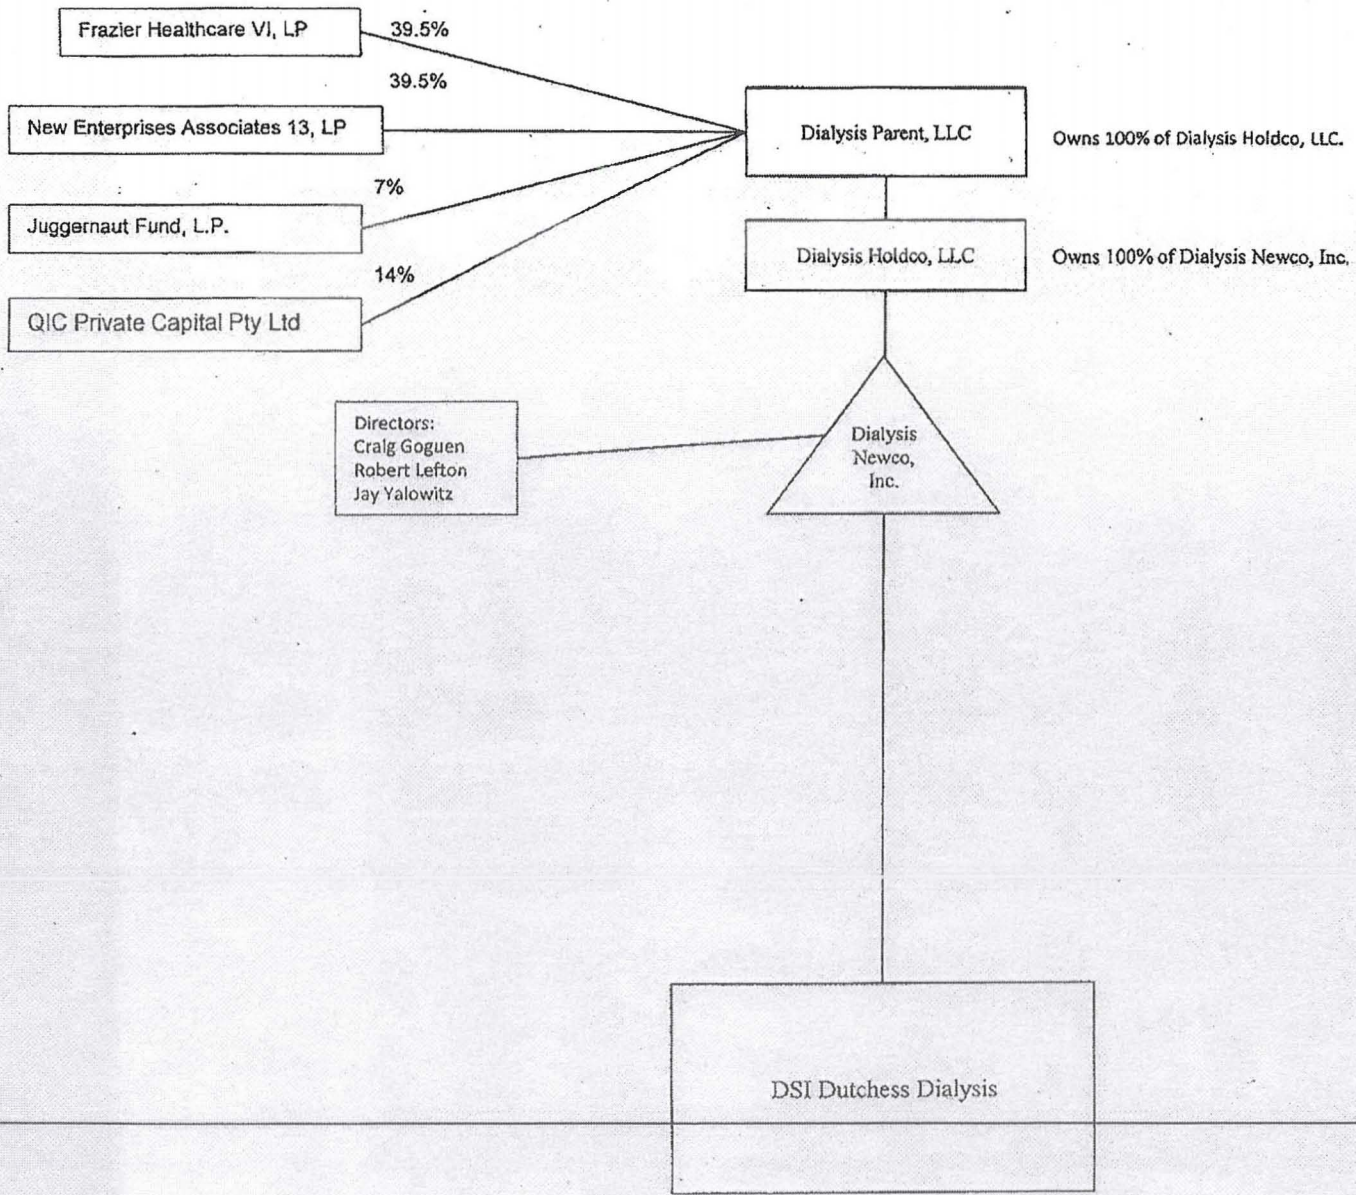 Frazier Healthcare VI, LP
39.5%
39.5%
New Enterprises Associates 13, LP
7%
Juggernaut Fund, L.P.
14%
QIC Private Capital Pty Ltd
Dialysis Parent, LLC
Owns 100% of Dialysis Holdco, LLC.
Dialysis Holdco, LLC
Owns 100% of Dialysis Newco, Inc.
Directors:
Craig Goguen
Robert Lefton
Jay Yalowitz
Dialysis
Newco,
Inc.
DSI Dutchess Dialysis